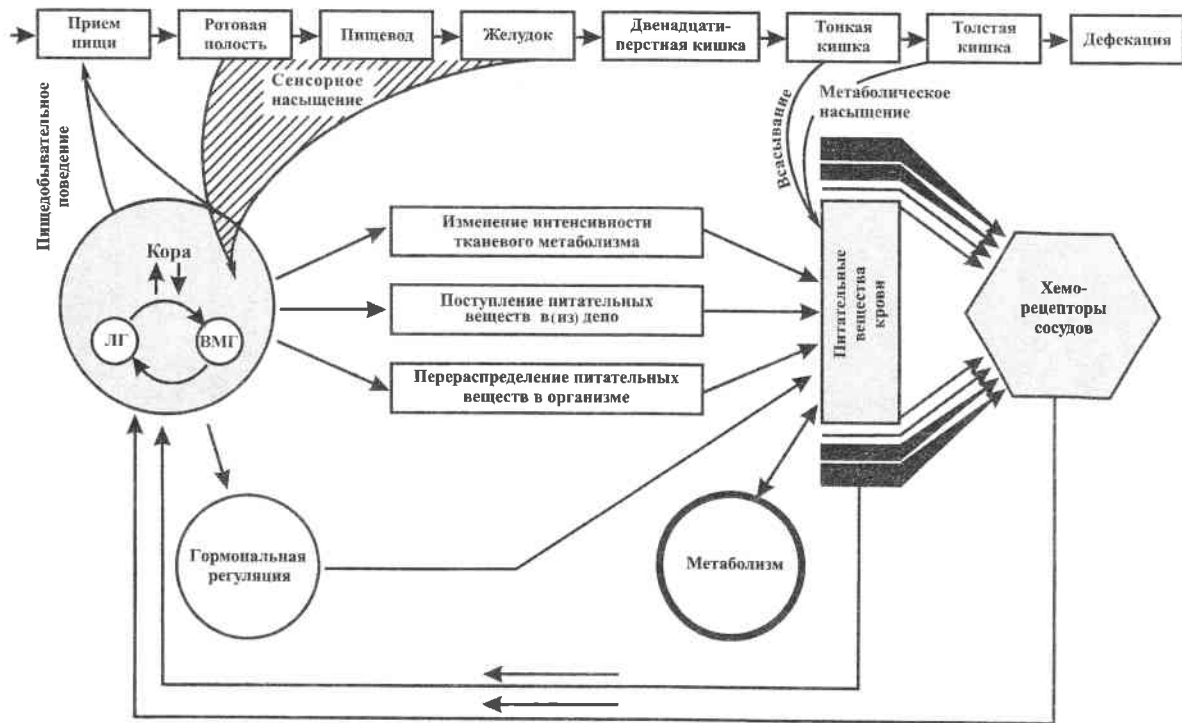 Прием
пищи
Ротовая
полость
Пищевод
Желудок
Двенадцати-
перстная кишка
Тонкая
кишка
Толстая
кишка
Дефекация
Сенсорное
насыщение
Метаболическое
насыщение
Всасывание
Пищедобывательное
поведение
Кора
ЛГ
ВМГ
Изменение интенсивности
тканевого метаболизма
Поступление питательных
веществ в(из) депо
Перераспределение питательных
веществ в организме
Питательные
вещества
крови
Хемо-
рецепторы
сосудов
Гормональная
регуляция
Метаболизм